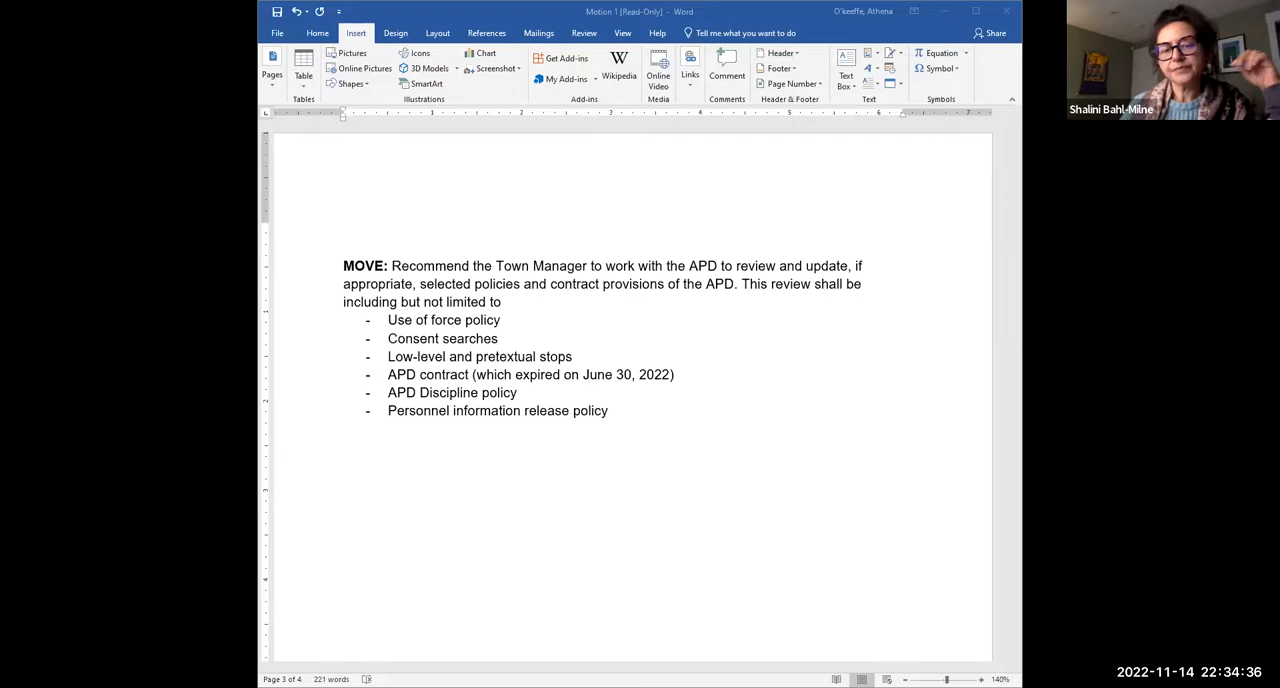 Motion 1 [Read-Only] - Word
O'keeffe, Athena
File Home Insert Design Layout References Mailings Review View Help Tell me what you want to do Share
Pages
Table
Tables
Pictures
Online Pictures
Shapes
Icons
3D Models
SmartArt
Chart
Screenshot
Illustrations
Get Add-ins
My Add-ins
W
Wikipedia
Add-ins
Online
Video
Media
Links
Comment
Comments
Header
Footer
Page Number
Header & Footer
A
Text
Box
Text
π Equation
Ω Symbol
Symbols
L
1 2 3 4 5 6 7
MOVE: Recommend the Town Manager to work with the APD to review and update, if
appropriate, selected policies and contract provisions of the APD. This review shall be
including but not limited to
- Use of force policy
- Consent searches
- Low-level and pretextual stops
- APD contract (which expired on June 30, 2022)
- APD Discipline policy
- Personnel information release policy
Page 3 of 4 221 words
140%
Shalini Bahl-Milne
2022-11-14 22:34:36